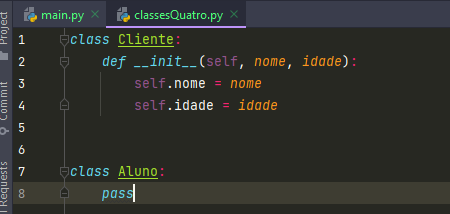 main.py classesQuatro.py
1 class Cliente:
2 def __init__(self, nome, idade):
3 self.nome = nome
4 self.idade = idade
5
6
7 class Aluno:
8 pass
Project
Commit
Requests